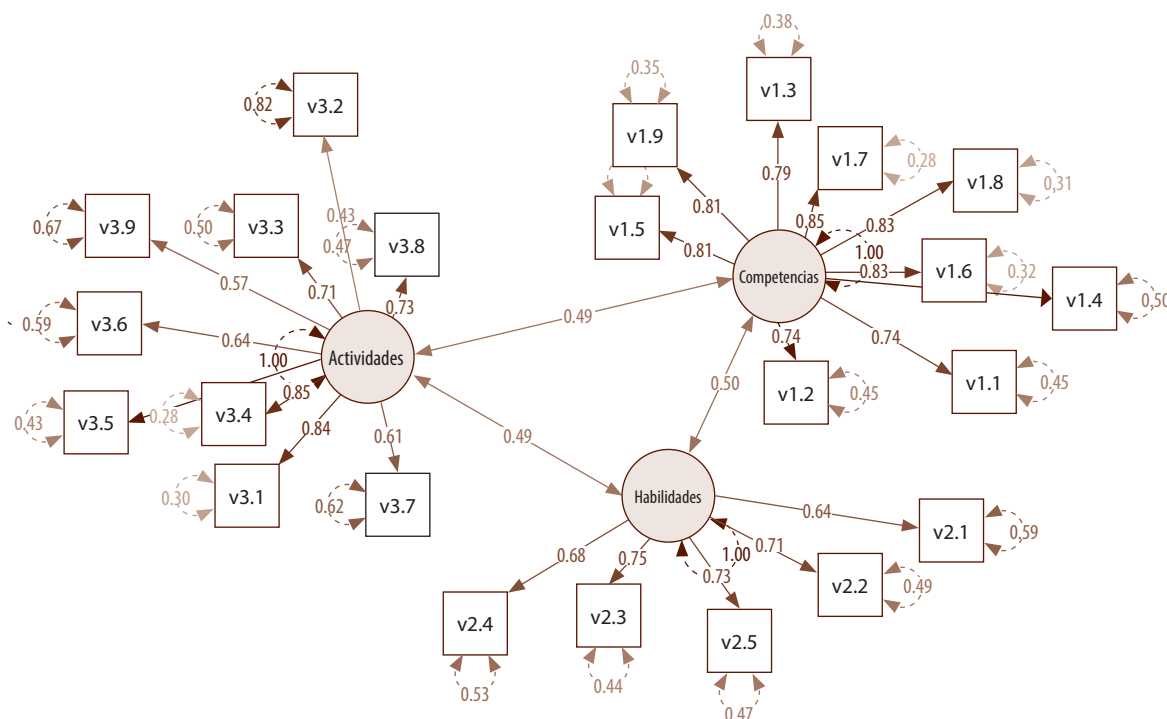 0.38
v1.3
0.35
v1.9
0.82
v3.2
v1.7
0.28
v1.8
0,31
0.79
0.81
0.85
0.83
v1.5
0.81
0.67
v3.9
0.50
v3.3
0.43
0.47
v3.8
Competencias
1.00
0.83
v1.6
0.32
v1.4
0,50
0.57
0.71
0.73
0.49
0.59
v3.6
0.64
1.00
Actividades
0.74
0.74
0.50
v1.2
0.45
v1.1
0.45
0.43
v3.5
0.28
v3.4
0.85
0.84
0.61
0.49
0.30
v3.1
0.62
v3.7
Habilidades
0.64
v2.1
0,59
0.68
0.75
0.73
1.00
0.71
v2.2
0.49
v2.4
v2.3
v2.5
0.53
0.44
0.47